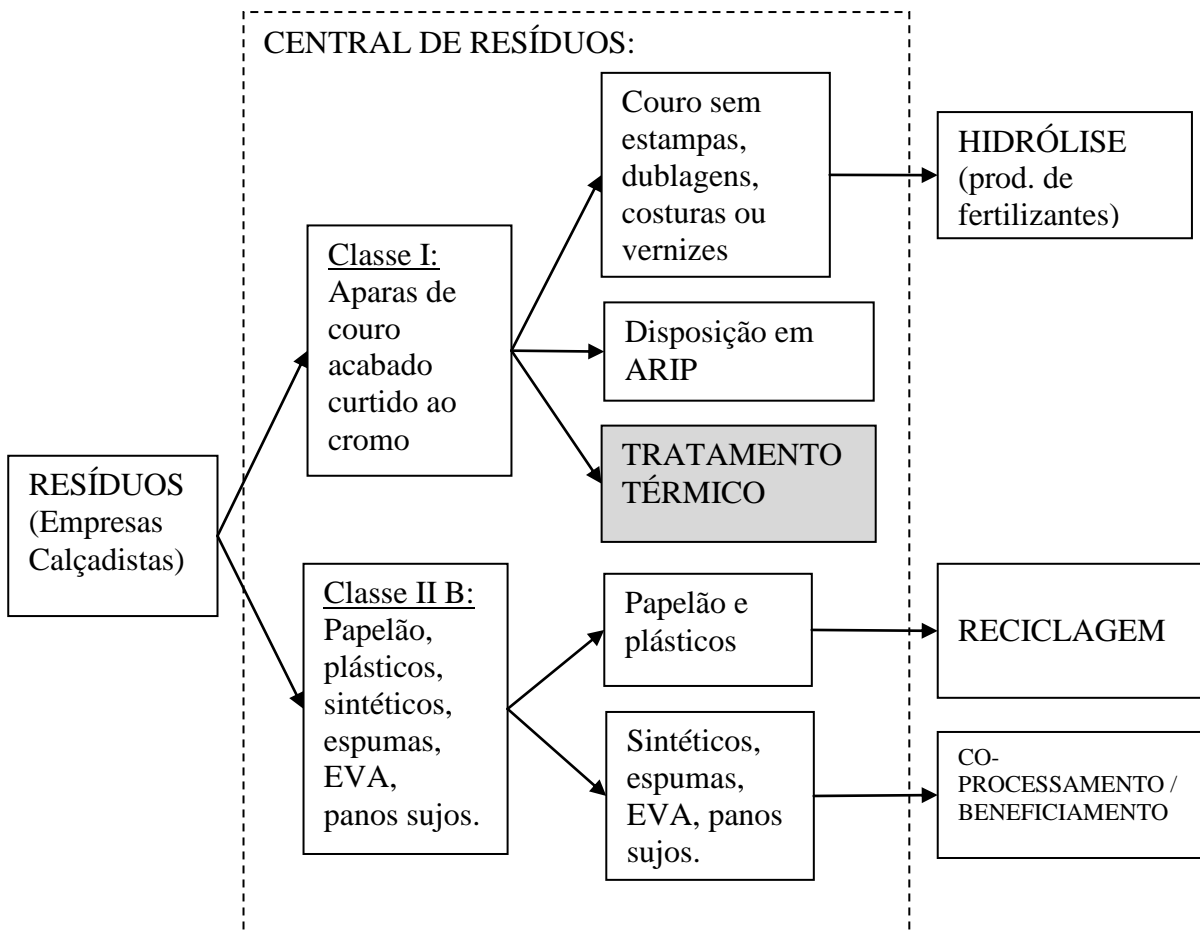 CENTRAL DE RESÍDUOS:
RESÍDUOS
(Empresas
Calçadistas)
Classe I:
Aparas de
couro
acabado
curtido ao
cromo
Couro sem
estampas,
dublagens,
costuras ou
vernizes
HIDRÓLISE
(prod. de
fertilizantes)
Disposição em
ARIP
TRATAMENTO
TÉRMICO
Classe II B:
Papelão,
plásticos,
sintéticos,
espumas,
EVA,
panos sujos.
Papelão e
plásticos
RECICLAGEM
Sintéticos,
espumas,
EVA, panos
sujos.
CO-
PROCESSAMENTO /
BENEFICIAMENTO